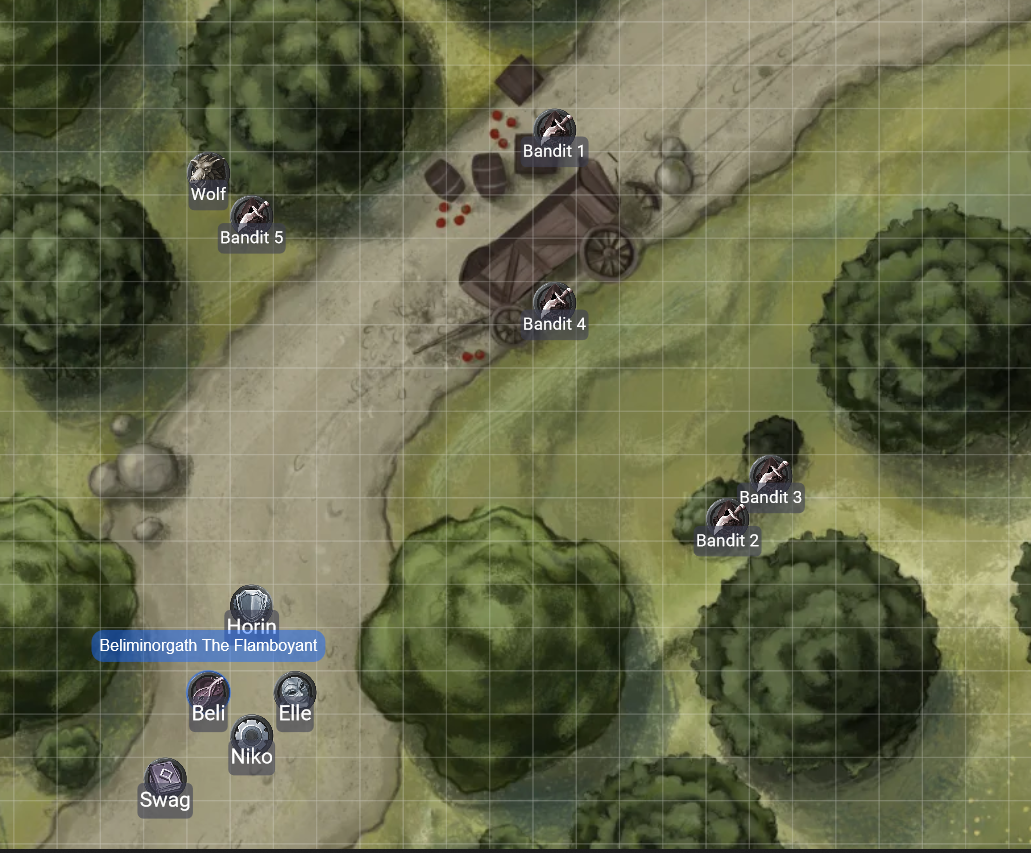 Bandit 1
Wolf
Bandit 5
Bandit 4
Bandit 3
Bandit 2
Horin
Beliminorgath The Flamboyant
Beli
Elle
Niko
Swag